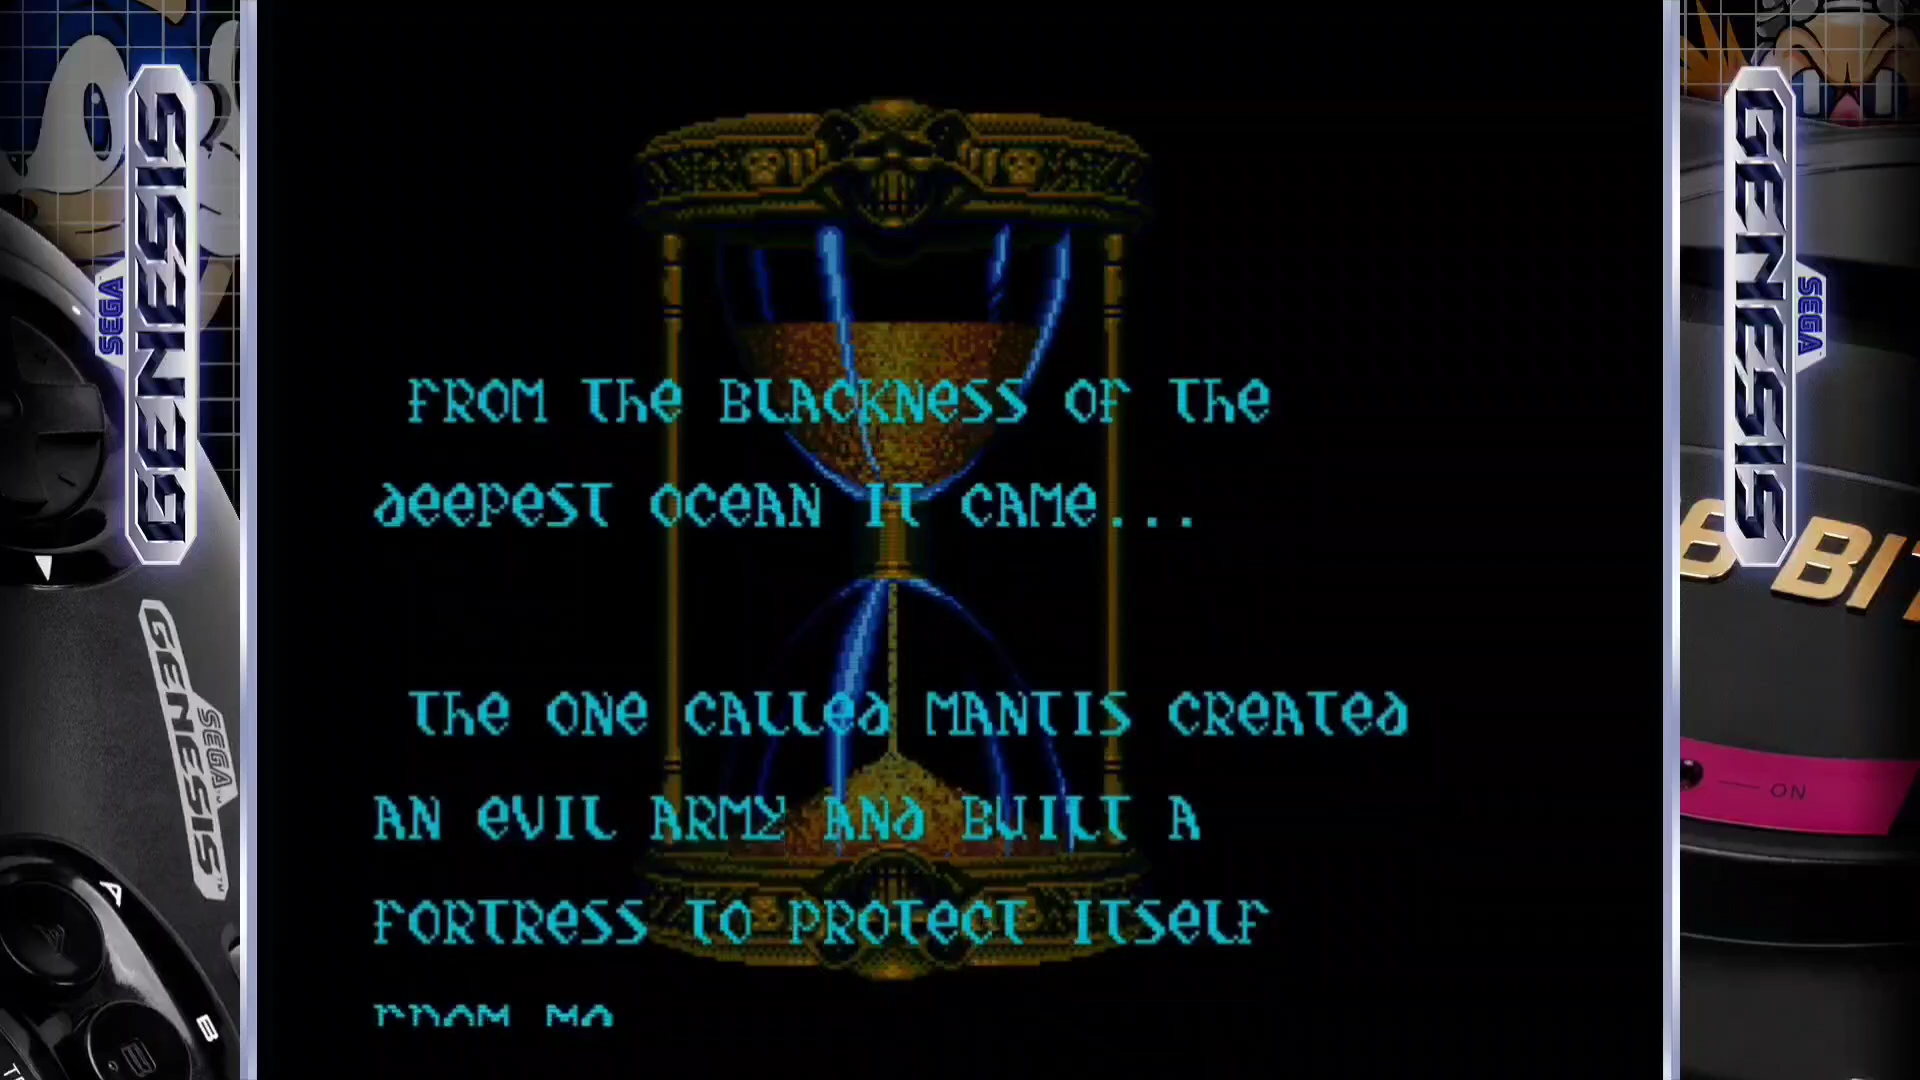 FROM The BLACKNeSS OF The
deePeST OCeAN IT CAMe...
The ONe CALLed MANTIS CReATed
AN eVIL ARMY ANd BUILT A
FORTReSS TO PROTeCT ITSeLF
GENESIS
SEGA
GENESIS
SEGA
GENESIS
SEGA
A
B
BIT
ON